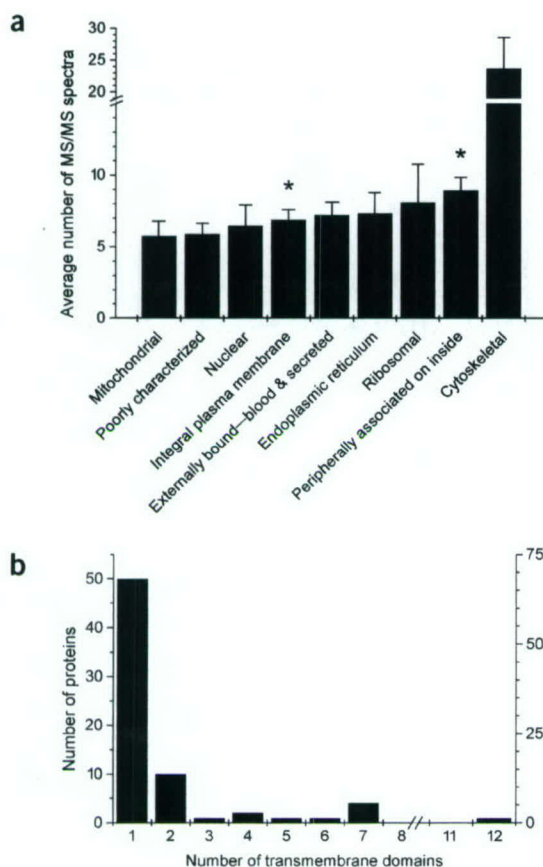 a
Average number of MS/MS spectra
30
25
20
10
5
0
*
*
Mitochondrial
Poorly characterized
Nuclear
Integral plasma membrane
Externally bound—blood & secreted
Endoplasmic reticulum
Ribosomal
Peripherally associated on inside
Cytoskeletal
b
Number of proteins
50
40
30
20
10
0
75
50
25
0
1 2 3 4 5 6 7 8 // 11 12
Number of transmembrane domains